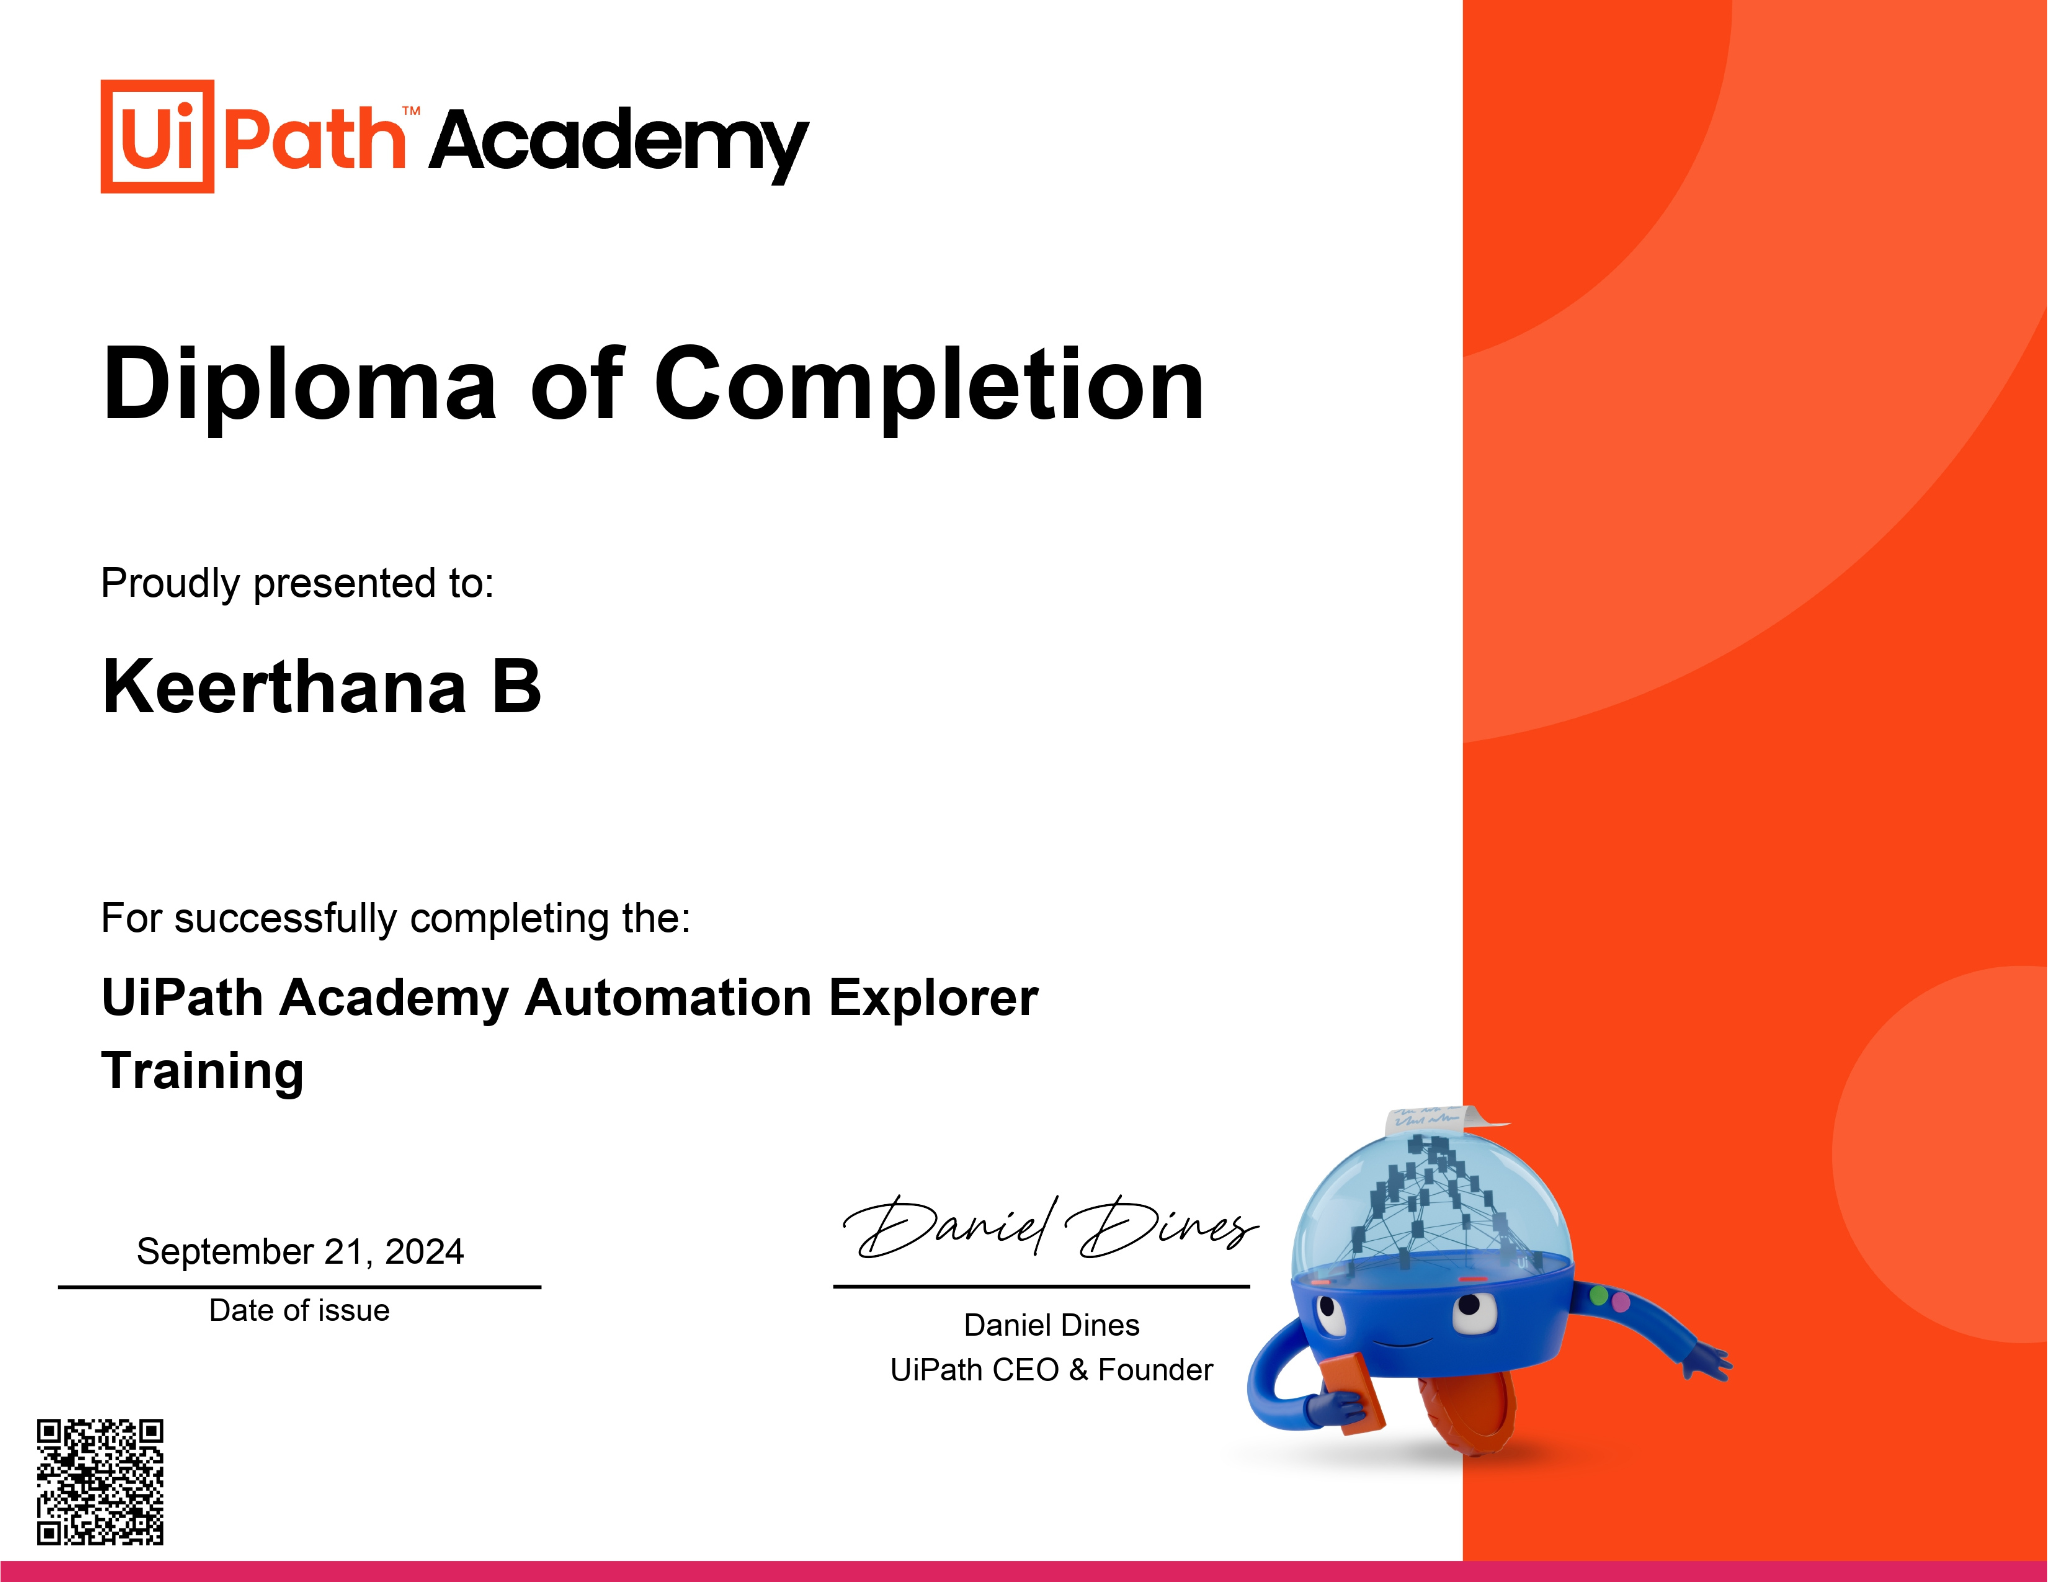 UiPath™ Academy
Diploma of Completion
Proudly presented to:
Keerthana B
For successfully completing the:
UiPath Academy Automation Explorer
Training
September 21, 2024
Date of issue
Daniel Dines
Daniel Dines
UiPath CEO & Founder
Ui